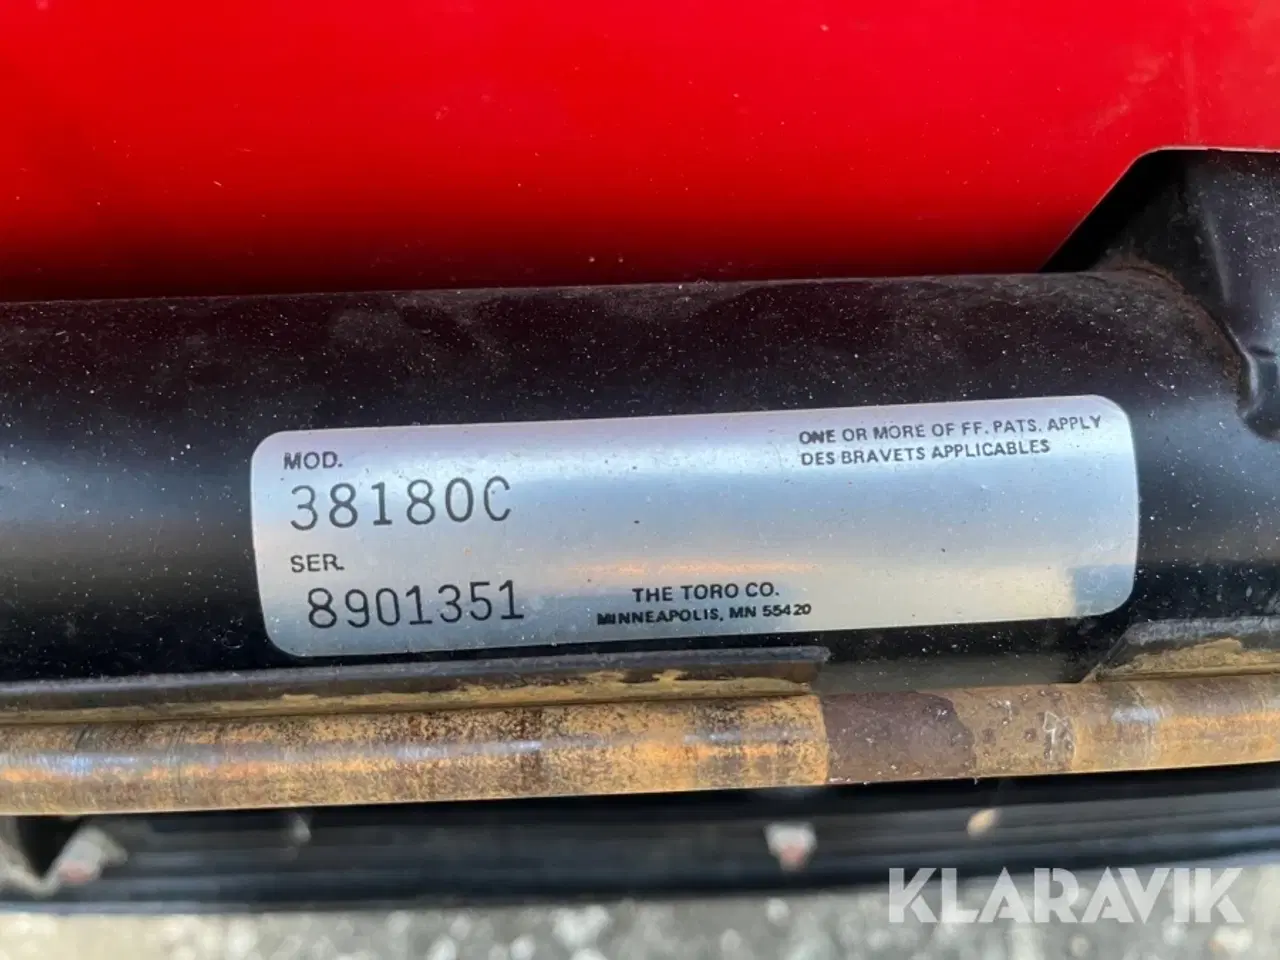 MOD.
38180C
SER.
8901351
ONE OR MORE OF FF. PATS. APPLY
DES BRAVETS APPLICABLES
THE TORO CO.
MINNEAPOLIS, MN 55420
KLARAVIK